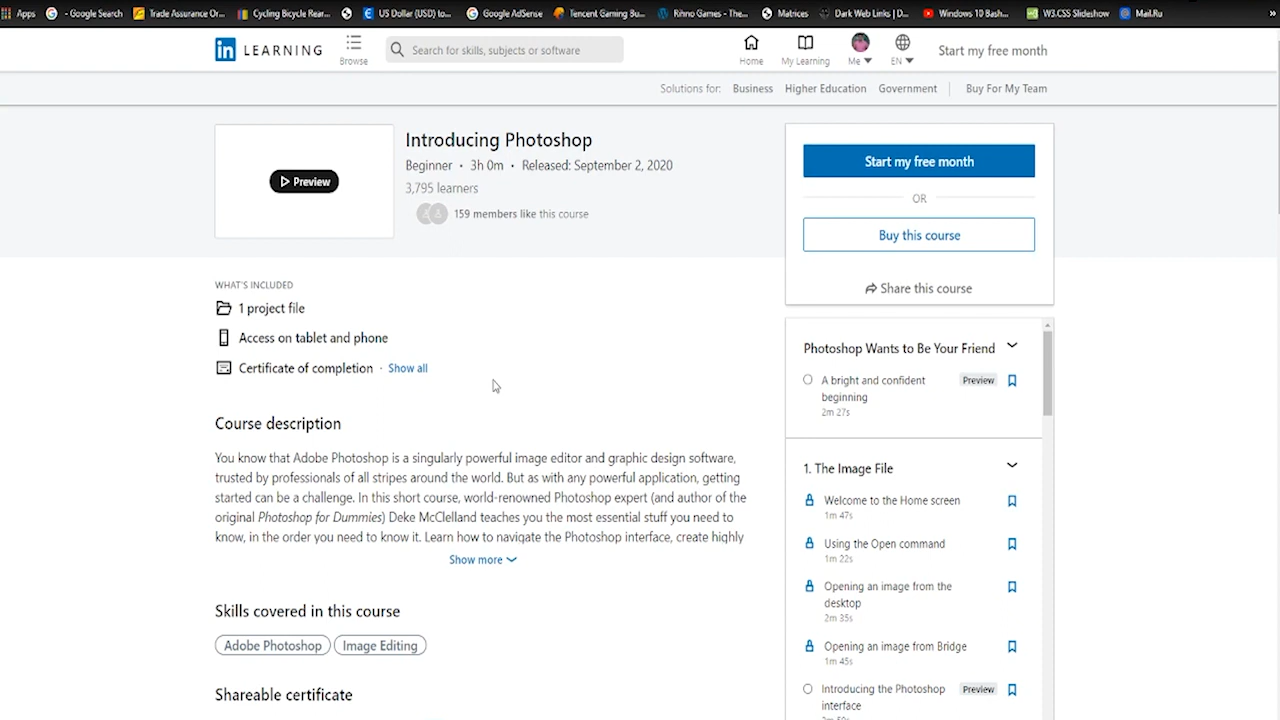 Apps - Google Search Trade Assurance Or... Cycling Bicycle Rear... US Dollar (USD) to... Google AdSense Tencent Gaming Bu... Rihno Games - The... Matrices Dark Web Links | D... Windows 10 Bash... W3.CSS Slideshow Mail.Ru »
in LEARNING
Browse
Search for skills, subjects or software
Home
My Learning
Me
EN
Start my free month
Solutions for: Business Higher Education Government Buy For My Team
Preview
Introducing Photoshop
Beginner • 3h 0m • Released: September 2, 2020
3,795 learners
159 members like this course
Start my free month
OR
Buy this course
Share this course
WHAT'S INCLUDED
1 project file
Access on tablet and phone
Certificate of completion · Show all
Course description
You know that Adobe Photoshop is a singularly powerful image editor and graphic design software,
trusted by professionals of all stripes around the world. But as with any powerful application, getting
started can be a challenge. In this short course, world-renowned Photoshop expert (and author of the
original Photoshop for Dummies) Deke McClelland teaches you the most essential stuff you need to
know, in the order you need to know it. Learn how to navigate the Photoshop interface, create highly
Show more
Skills covered in this course
Adobe Photoshop
Image Editing
Shareable certificate
Photoshop Wants to Be Your Friend
A bright and confident
beginning
Preview
2m 27s
1. The Image File
Welcome to the Home screen
1m 47s
Using the Open command
1m 22s
Opening an image from the
desktop
2m 35s
Opening an image from Bridge
1m 45s
Introducing the Photoshop
interface
Preview